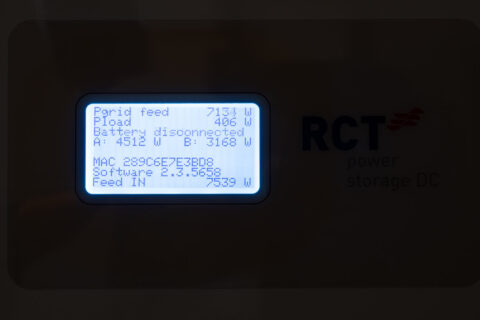 Pgrid feed 7134 W
Pload 406 W
Battery disconnected
A: 4512 W B: 3168 W
MAC 289C6E7E3BD8
Software 2.3.5658
Feed IN 7539 W
RCT
power
storage DC